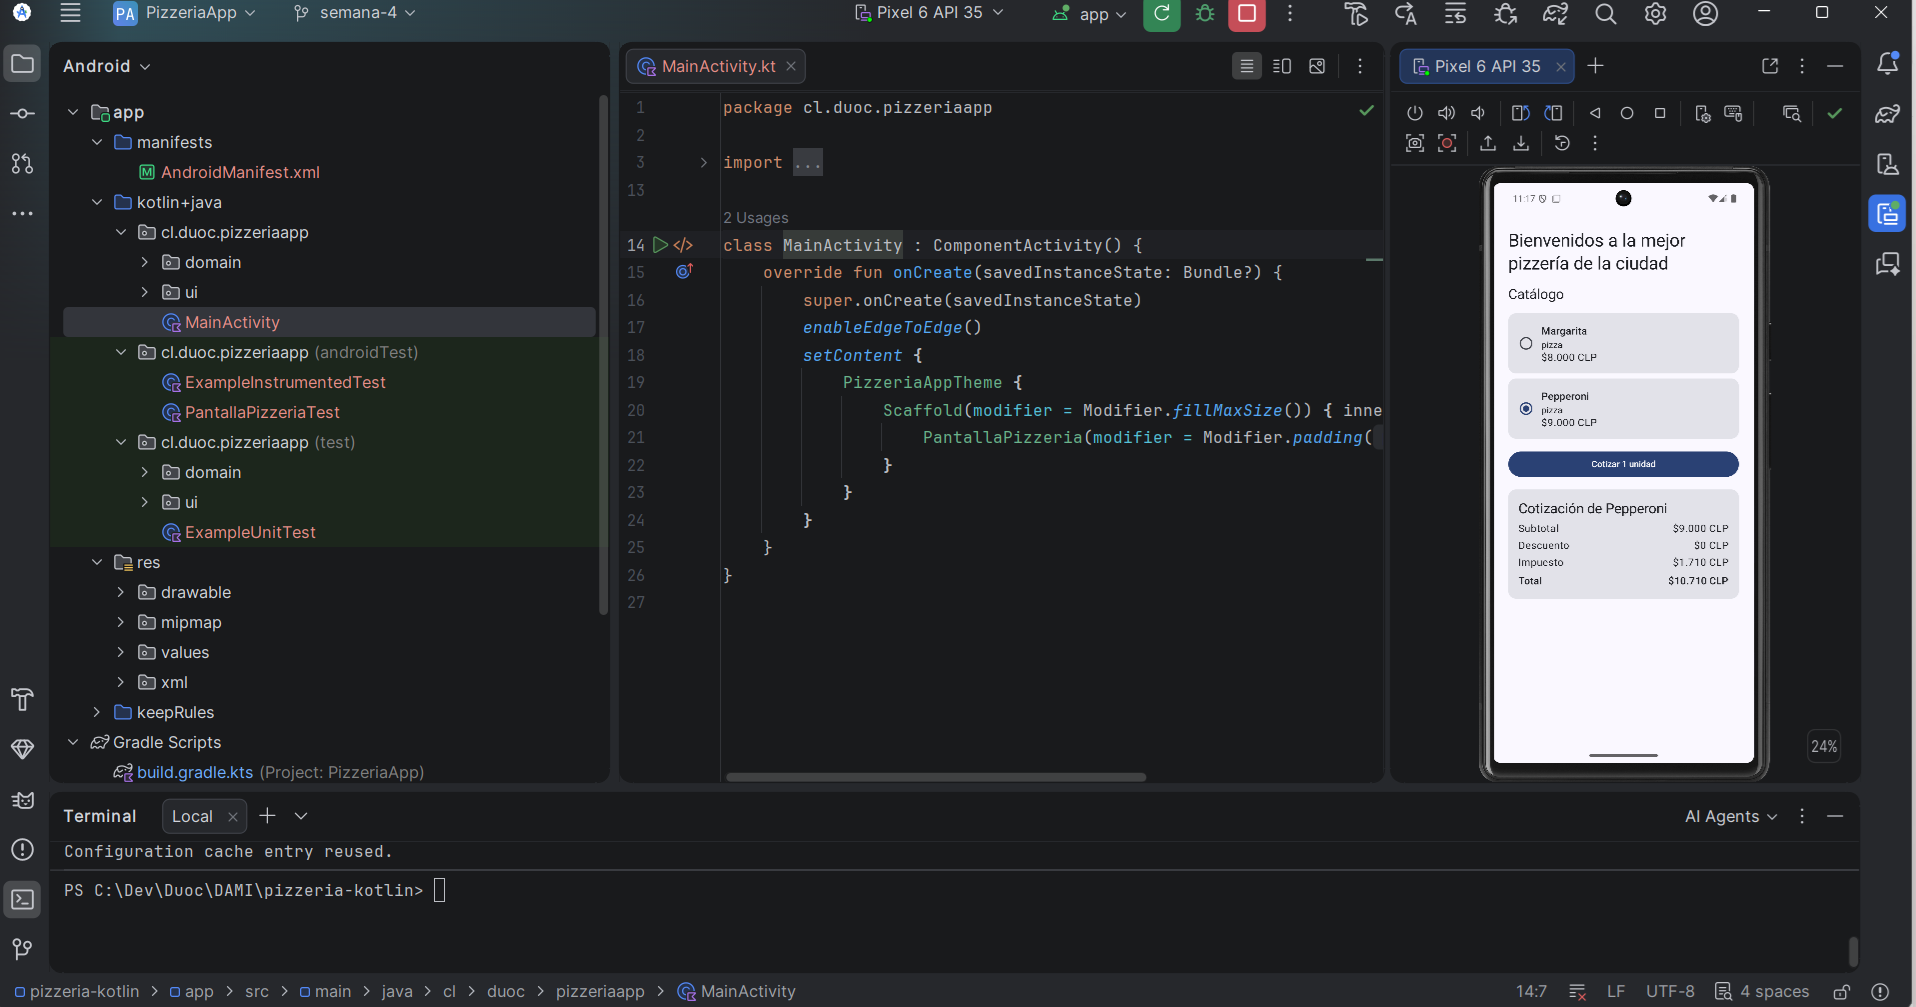 PA PizzeriaApp semana-4 Pixel 6 API 35 app
Android
app
manifests
AndroidManifest.xml
kotlin+java
cl.duoc.pizzeriaapp
domain
ui
MainActivity
cl.duoc.pizzeriaapp (androidTest)
ExampleInstrumentedTest
PantallaPizzeriaTest
cl.duoc.pizzeriaapp (test)
domain
ui
ExampleUnitTest
res
drawable
mipmap
values
xml
keepRules
Gradle Scripts
build.gradle.kts (Project: PizzeriaApp)
MainActivity.kt
1 package cl.duoc.pizzeriaapp
2
3 import ...
13
2 Usages
14 class MainActivity : ComponentActivity() {
15 override fun onCreate(savedInstanceState: Bundle?) {
16 super.onCreate(savedInstanceState)
17 enableEdgeToEdge()
18 setContent {
19 PizzeriaAppTheme {
20 Scaffold(modifier = Modifier.fillMaxSize()) { inne
21 PantallaPizzeria(modifier = Modifier.padding(
22 }
23 }
24 }
25 }
26 }
27
Pixel 6 API 35
11:17
Bienvenidos a la mejor
pizzería de la ciudad
Catálogo
Margarita
pizza
$8.000 CLP
Pepperoni
pizza
$9.000 CLP
Cotizar 1 unidad
Cotización de Pepperoni
Subtotal $9.000 CLP
Descuento $0 CLP
Impuesto $1.710 CLP
Total $10.710 CLP
24%
Terminal Local AI Agents
Configuration cache entry reused.
PS C:\Dev\Duoc\DAMI\pizzeria-kotlin>
pizzeria-kotlin > app > src > main > java > cl > duoc > pizzeriaapp > MainActivity 14:7 LF UTF-8 4 spaces